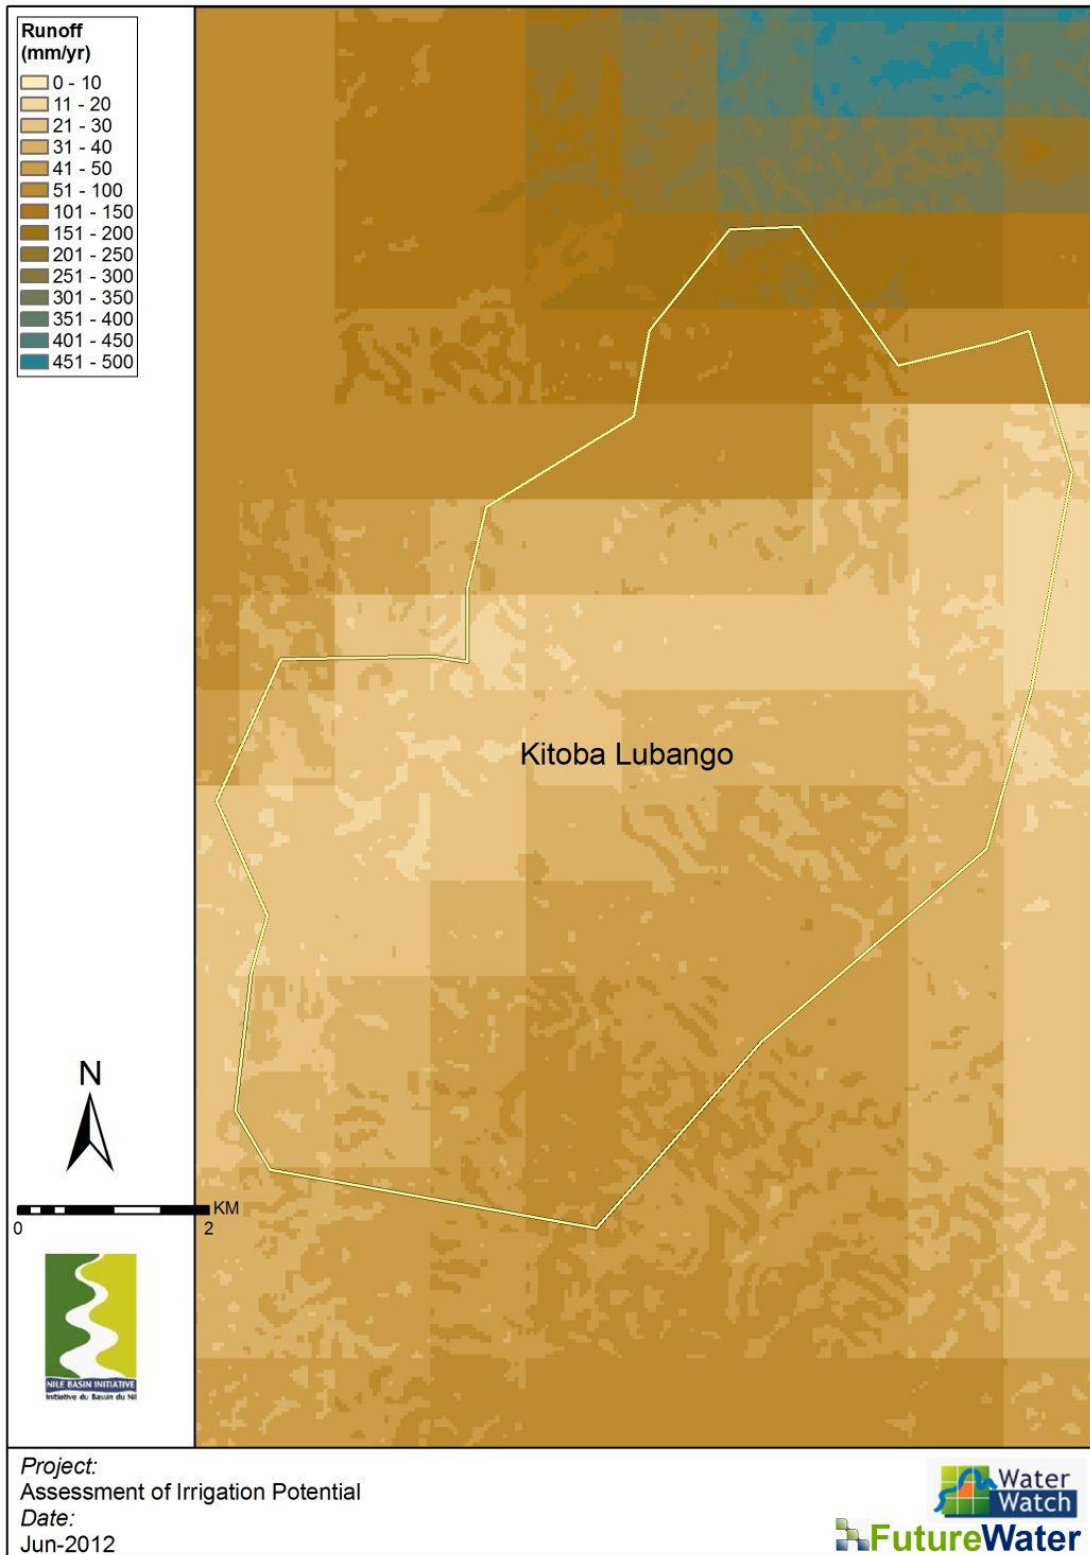 Runoff
(mm/yr)
0 - 10
11 - 20
21 - 30
31 - 40
41 - 50
51 - 100
101 - 150
151 - 200
201 - 250
251 - 300
301 - 350
351 - 400
401 - 450
451 - 500
Kitoba Lubango
N
KM
0 2
NILE BASIN INITIATIVE
Initiative du Bassin du Nil
Project:
Assessment of Irrigation Potential
Date:
Jun-2012
Water
Watch
FutureWater